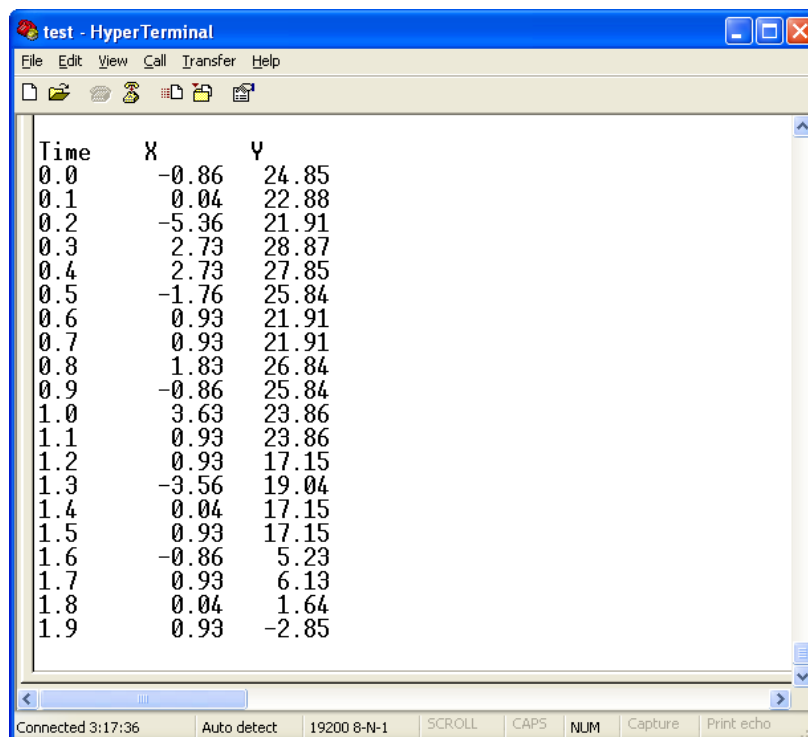 test - HyperTerminal
File Edit View Call Transfer Help
Time X Y
0.0 -0.86 24.85
0.1 0.04 22.88
0.2 -5.36 21.91
0.3 2.73 28.87
0.4 2.73 27.85
0.5 -1.76 25.84
0.6 0.93 21.91
0.7 0.93 21.91
0.8 1.83 26.84
0.9 -0.86 25.84
1.0 3.63 23.86
1.1 0.93 23.86
1.2 0.93 17.15
1.3 -3.56 19.04
1.4 0.04 17.15
1.5 0.93 17.15
1.6 -0.86 5.23
1.7 0.93 6.13
1.8 0.04 1.64
1.9 0.93 -2.85
Connected 3:17:36 Auto detect 19200 8-N-1 SCROLL CAPS NUM Capture Print echo